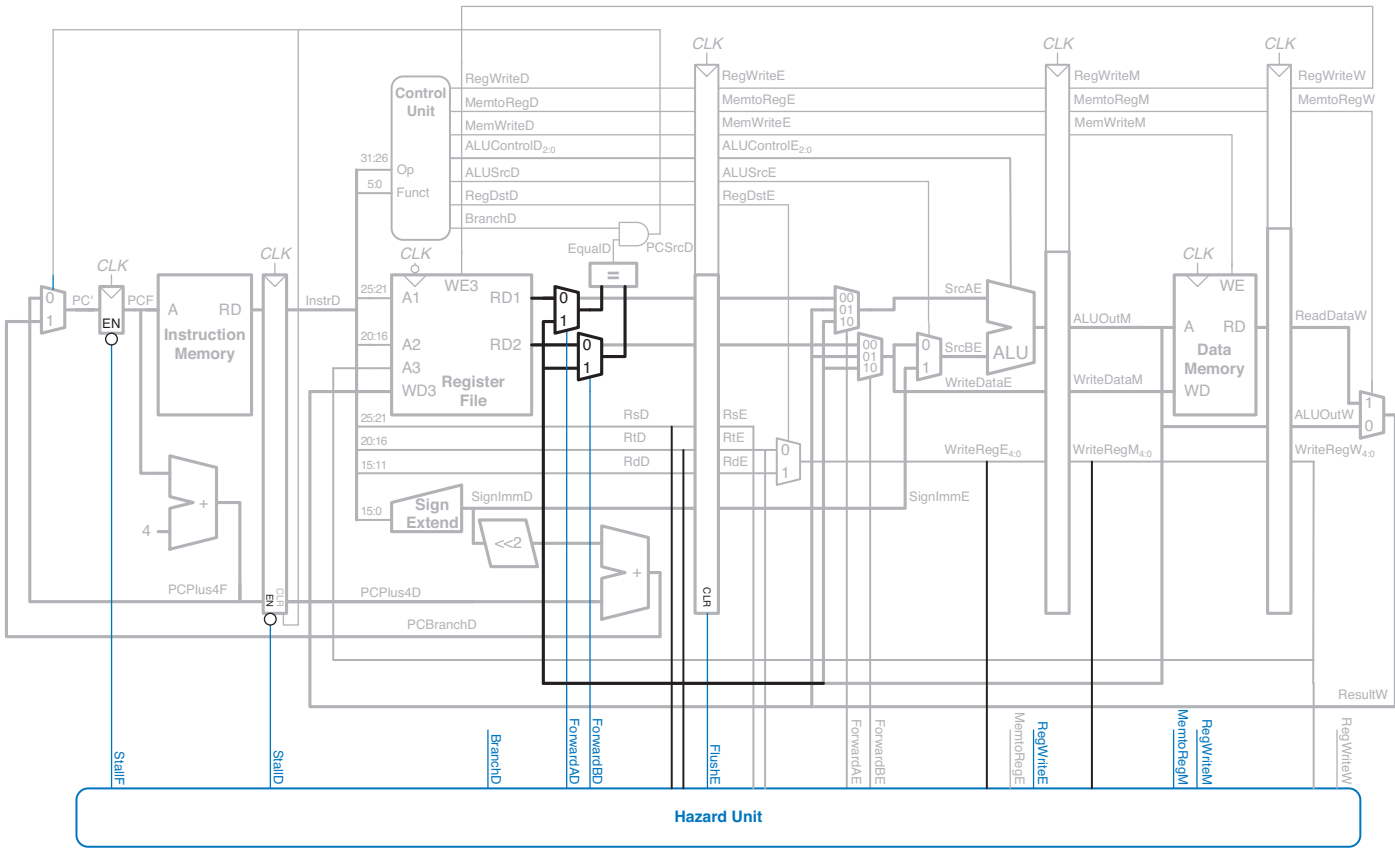 CLK
CLK
CLK
RegWriteD
RegWriteE
RegWriteM
RegWriteW
Control
Unit
MemtoRegD
MemtoRegE
MemtoRegM
MemtoRegW
MemWriteD
MemWriteE
MemWriteM
ALUControlD2:0
ALUControlE2:0
31:26
Op
ALUSrcD
ALUSrcE
5:0
Funct
RegDstD
RegDstE
BranchD
EqualD
PCSrcD
CLK
CLK
CLK
CLK
=
WE3
WE
0
1
PC'
EN
PCF
A
RD
Instruction
Memory
InstrD
25:21
A1
RD1
0
1
00
01
10
SrcAE
20:16
A2
RD2
0
1
00
01
10
0
1
SrcBE
ALU
ALUOutM
A
RD
Data
Memory
WD
ReadDataW
A3
WD3
Register
File
WriteDataE
WriteDataM
1
0
ALUOutW
25:21
RsD
RsE
20:16
RtD
RtE
0
1
15:11
RdD
RdE
WriteRegE4:0
WriteRegM4:0
WriteRegW4:0
15:0
Sign
Extend
SignImmD
SignImmE
+
4
<<2
+
PCPlus4F
EN
CLR
PCPlus4D
CLR
PCBranchD
ResultW
StallF
StallD
BranchD
ForwardAD
ForwardBD
FlushE
ForwardAE
ForwardBE
MemtoRegE
RegWriteE
MemtoRegM
RegWriteM
RegWriteW
Hazard Unit